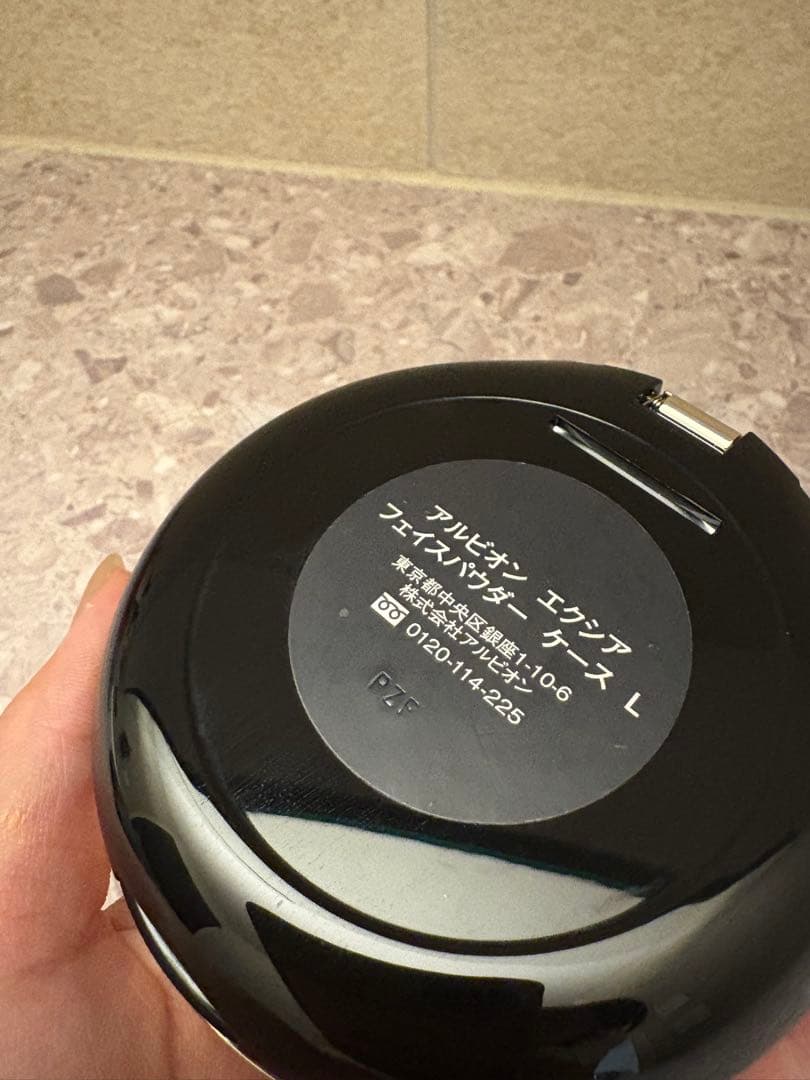 アルビオン エクシア
フェイスパウダー ケース L
東京都中央区銀座1-10-6
株式会社アルビオン
0120-114-225
PZF